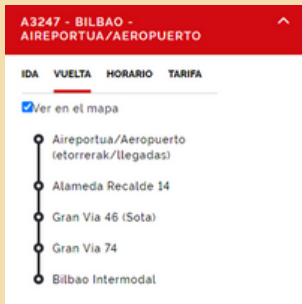 A3247 - BILBAO -
AIREPORTUA/AEROPUERTO
IDA VUELTA HORARIO TARIFA
Ver en el mapa
Aireportua/Aeropuerto
(etorrerak/llegadas)
Alameda Recalde 14
Gran Via 46 (Sota)
Gran Via 74
Bilbao Intermodal